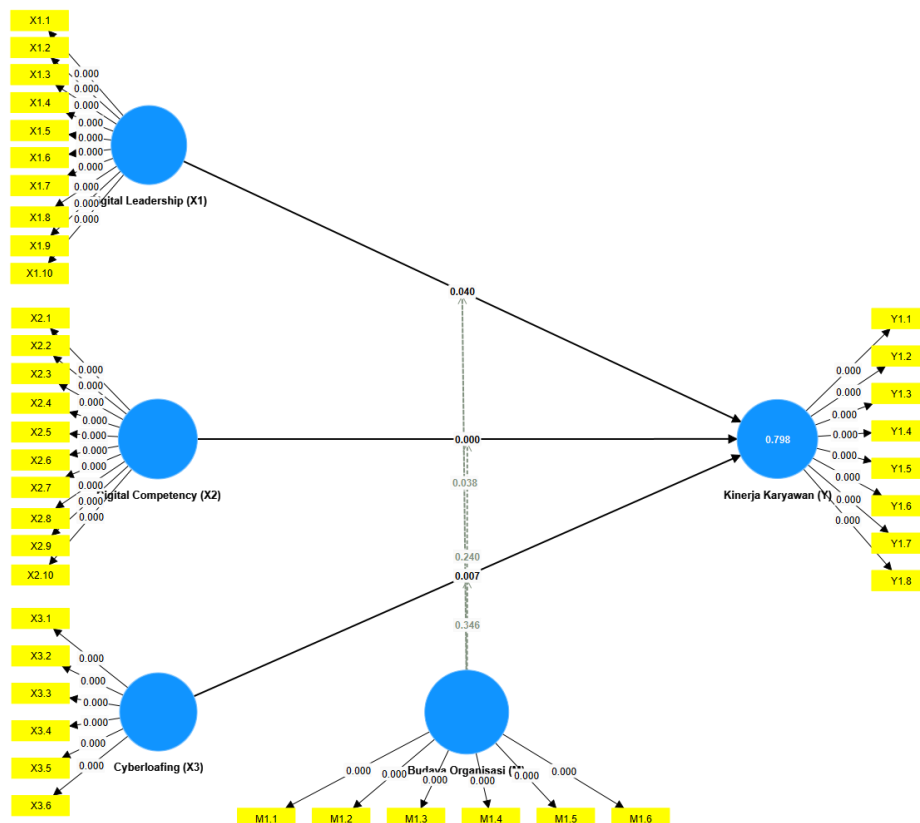 X1.1
X1.2
X1.3
X1.4
X1.5
X1.6
X1.7
X1.8
X1.9
X1.10
0.000
0.000
0.000
0.000
0.000
0.000
0.000
0.000
0.000
0.000
igital Leadership (X1)
0.040
X2.1
X2.2
X2.3
X2.4
X2.5
X2.6
X2.7
X2.8
X2.9
X2.10
0.000
0.000
0.000
0.000
0.000
0.000
0.000
0.000
0.000
0.000
Digital Competency (X2)
0.000
0.038
0.240
0.007
0.346
X3.1
X3.2
X3.3
X3.4
X3.5
X3.6
0.000
0.000
0.000
0.000
0.000
0.000
Cyberloafing (X3)
Budaya Organisasi (M)
0.000
0.000
0.000
0.000
0.000
0.000
M1.1
M1.2
M1.3
M1.4
M1.5
M1.6
0.798
Kinerja Karyawan (Y)
0.000
0.000
0.000
0.000
0.000
0.000
0.000
0.000
Y1.1
Y1.2
Y1.3
Y1.4
Y1.5
Y1.6
Y1.7
Y1.8